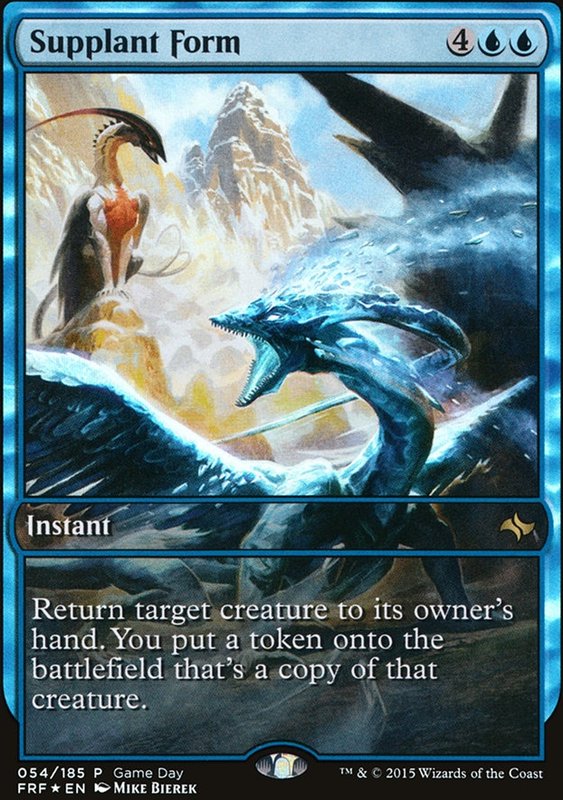 Supplant Form 4
Instant
Return target creature to its owner's
hand. You put a token onto the
battlefield that's a copy of that
creature.
054/185 P Game Day
FRF ★ EN Mike Bierek
™ & © 2015 Wizards of the Coast